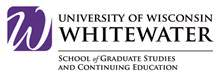 W
UNIVERSITY OF WISCONSIN
WHITEWATER
SCHOOL OF GRADUATE STUDIES
AND CONTINUING EDUCATION